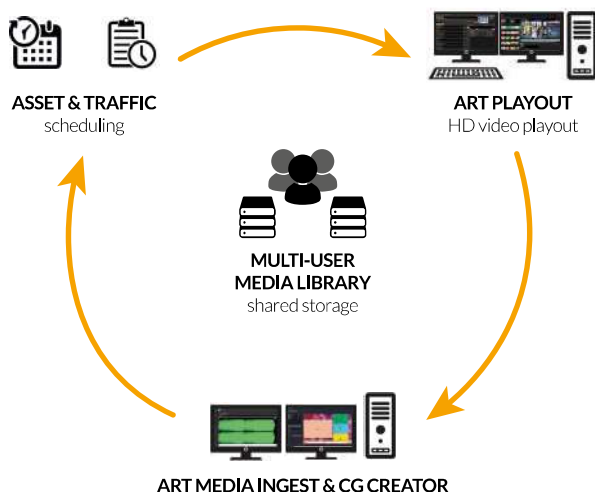 ASSET & TRAFFIC
scheduling
ART PLAYOUT
HD video playout
MULTI-USER
MEDIA LIBRARY
shared storage
ART MEDIA INGEST & CG CREATOR